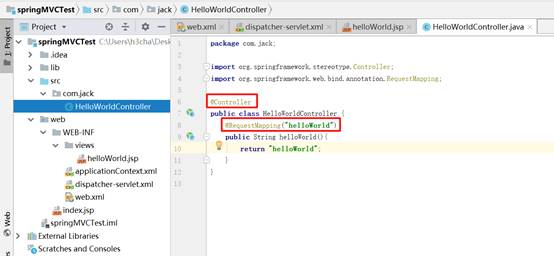 springMVCTest › src › com › jack › HelloWorldController
Project
web.xml
dispatcher-servlet.xml
helloWorld.jsp
HelloWorldController.java
1: Project
springMVCTest C:\Users\h3cha\Des
.idea
lib
src
com.jack
HelloWorldController
web
WEB-INF
views
helloWorld.jsp
applicationContext.xml
dispatcher-servlet.xml
web.xml
index.jsp
springMVCTest.iml
External Libraries
Scratches and Consoles
Web
1 package com.jack;
2
3
4 import org.springframework.stereotype.Controller;
import org.springframework.web.bind.annotation.RequestMapping;
5
6 @Controller
7 public class HelloWorldController {
8 @RequestMapping("helloWorld")
9 public String helloWorld(){
10 return "helloWorld";
11 }
12 }